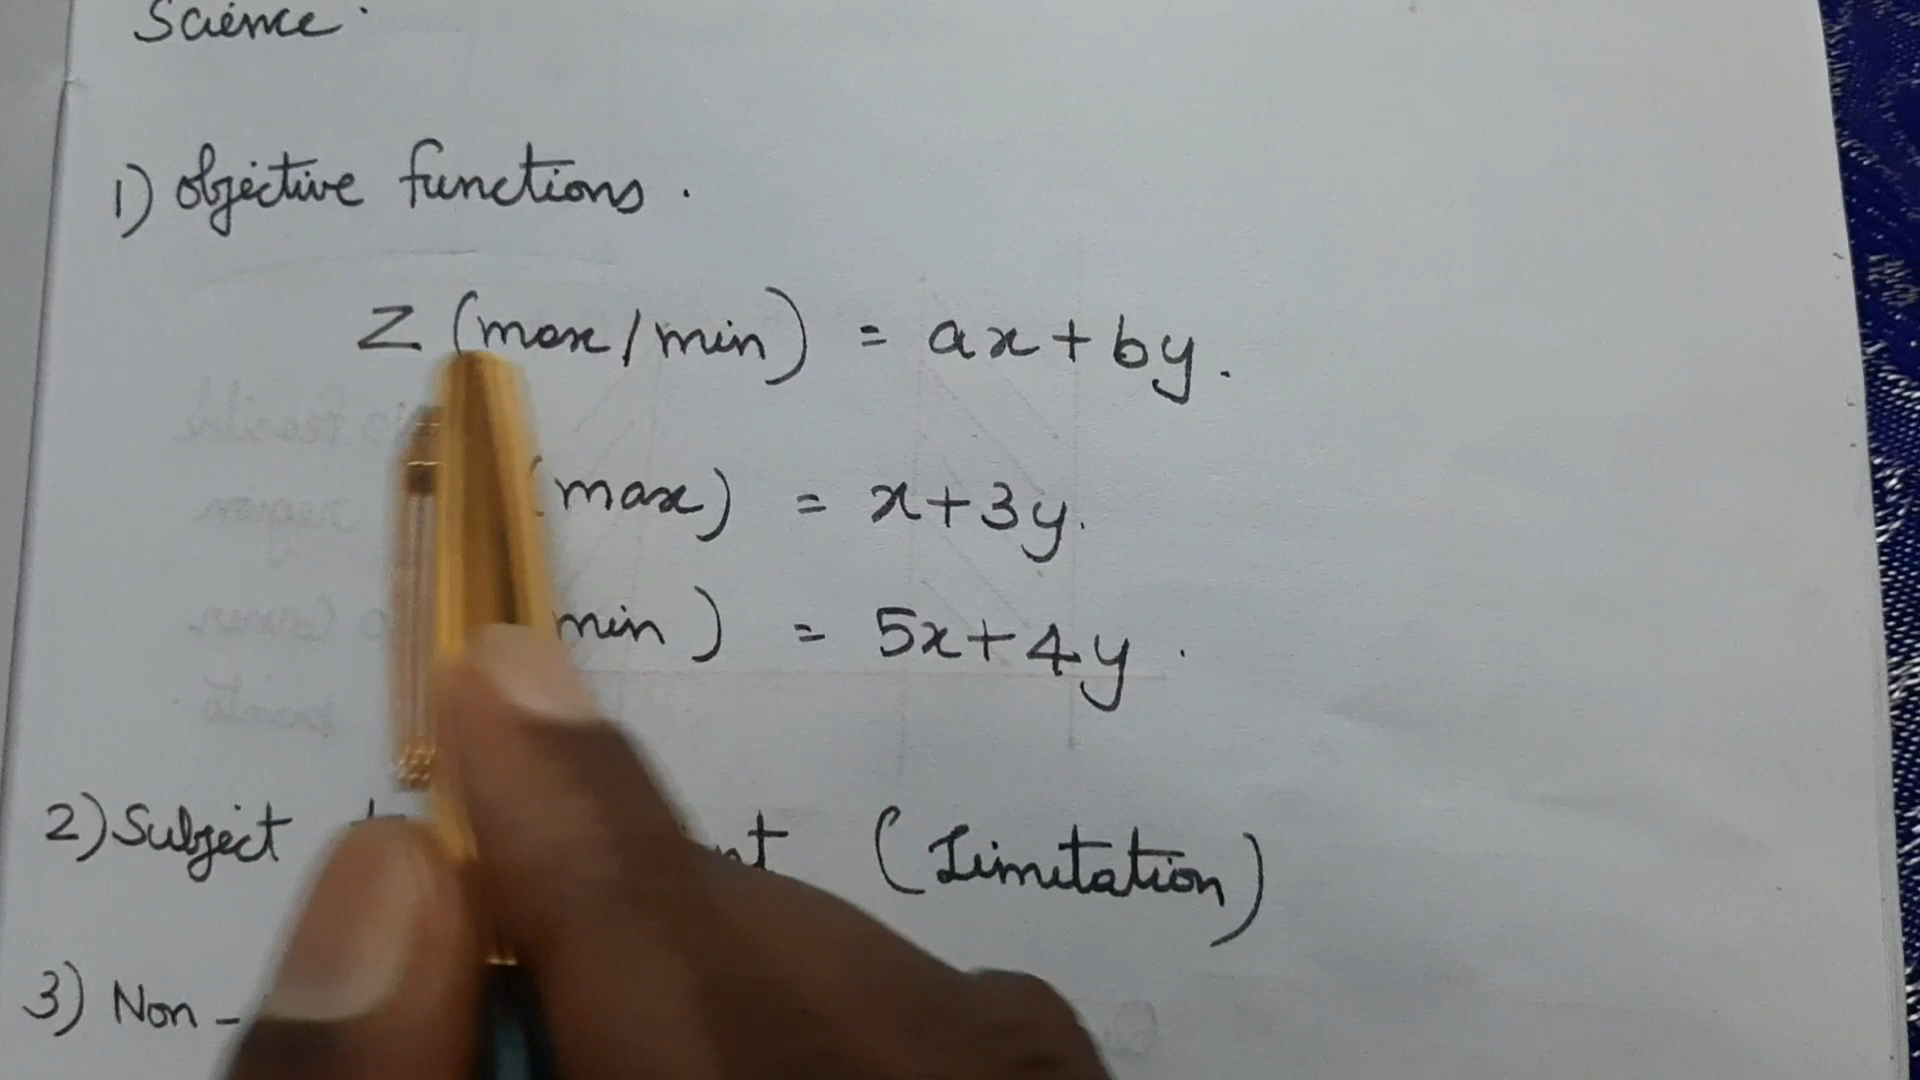 Science.
1) Objective functions.
Z (max/min) = ax + by.
(max) = x + 3y.
min) = 5x + 4y.
2) Subject (Limitation)
3) Non -